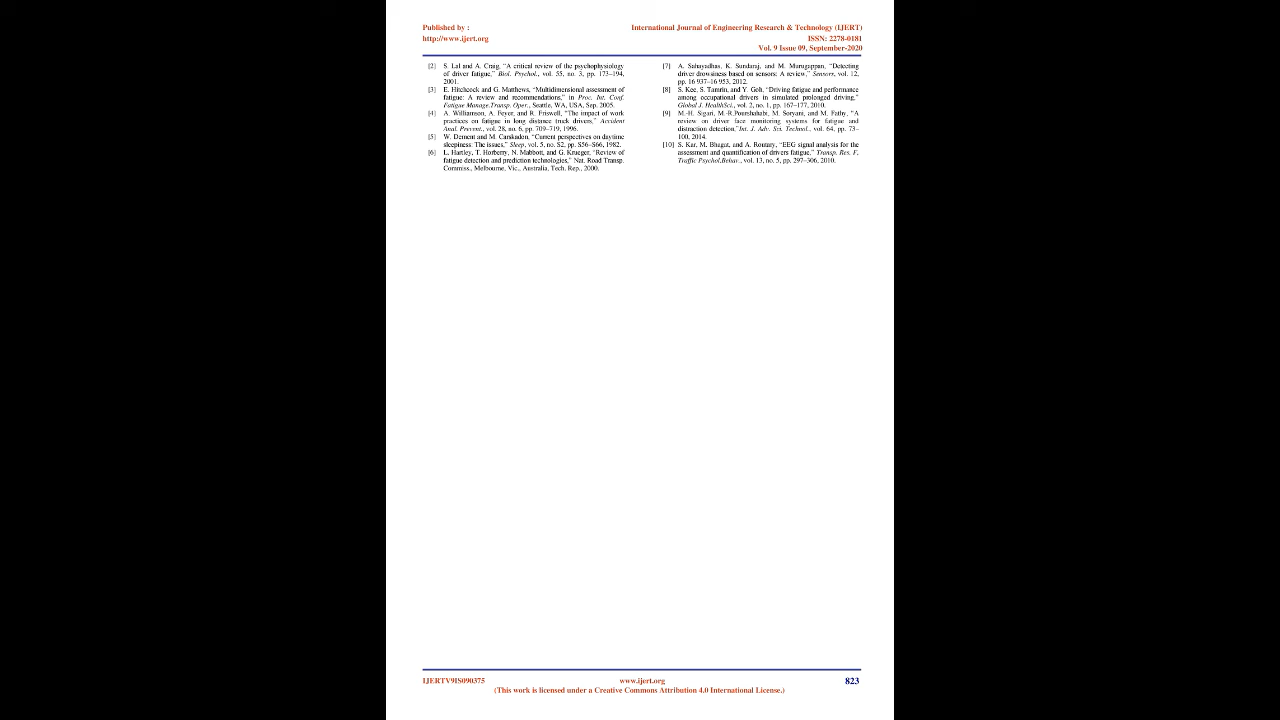 Published by :
http://www.ijert.org
International Journal of Engineering Research & Technology (IJERT)
ISSN: 2278-0181
Vol. 9 Issue 09, September-2020
[2] S. Lal and A. Craig, “A critical review of the psychophysiology
of driver fatigue,” Biol. Psychol., vol. 55, no. 3, pp. 173–194,
2001.
[3] E. Hitchcock and G. Matthews, “Multidimensional assessment of
fatigue: A review and recommendations,” in Proc. Int. Conf.
Fatigue Manage.Transp. Oper., Seattle, WA, USA, Sep. 2005.
[4] A. Williamson, A. Feyer, and R. Friswell, “The impact of work
practices on fatigue in long distance truck drivers,” Accident
Anal. Prevent., vol. 28, no. 6, pp. 709–719, 1996.
[5] W. Dement and M. Carskadon, “Current perspectives on daytime
sleepiness: The issues,” Sleep, vol. 5, no. S2, pp. S56–S66, 1982.
[6] L. Hartley, T. Horberry, N. Mabbott, and G. Krueger, “Review of
fatigue detection and prediction technologies,” Nat. Road Transp.
Commiss., Melbourne, Vic., Australia, Tech. Rep., 2000.
[7] A. Sahayadhas, K. Sundaraj, and M. Murugappan, “Detecting
driver drowsiness based on sensors: A review,” Sensors, vol. 12,
pp. 16 937–16 953, 2012.
[8] S. Kee, S. Tamrin, and Y. Goh, “Driving fatigue and performance
among occupational drivers in simulated prolonged driving,”
Global J. HealthSci., vol. 2, no. 1, pp. 167–177, 2010.
[9] M.-H. Sigari, M.-R.Pourshahabi, M. Soryani, and M. Fathy, “A
review on driver face monitoring systems for fatigue and
distraction detection,”Int. J. Adv. Sci. Technol., vol. 64, pp. 73–
100, 2014.
[10] S. Kar, M. Bhagat, and A. Routary, “EEG signal analysis for the
assessment and quantification of drivers fatigue,” Transp. Res. F,
Traffic Psychol.Behav., vol. 13, no. 5, pp. 297–306, 2010.
IJERTV9IS090375
www.ijert.org
823
(This work is licensed under a Creative Commons Attribution 4.0 International License.)